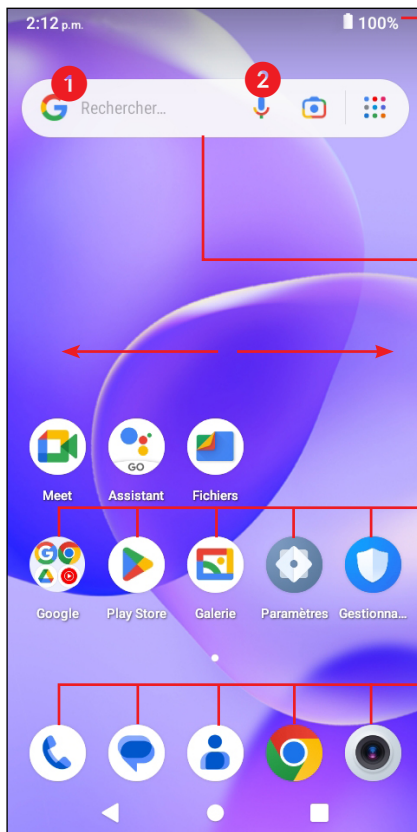 2:12 p.m. 100%
1 2
Rechercher...
Meet Assistant Fichiers
GO
Google Play Store Galerie Paramètres Gestionna...